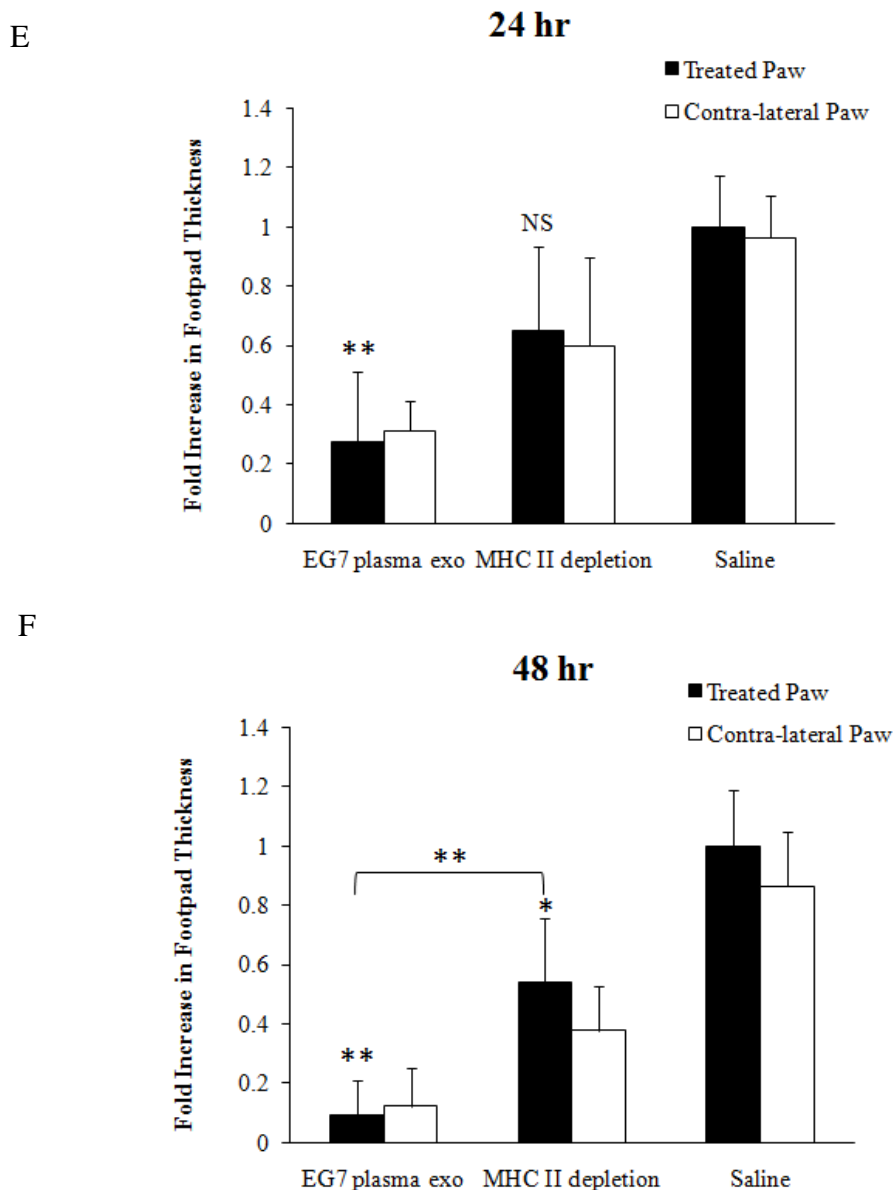 E
24 hr
■ Treated Paw
□ Contra-lateral Paw
Fold Increase in Footpad Thickness
1.4
1.2
1
0.8
0.6
0.4
0.2
0
**
NS
EG7 plasma exo MHC II depletion Saline
F
48 hr
■ Treated Paw
□ Contra-lateral Paw
Fold Increase in Footpad Thickness
1.4
1.2
1
0.8
0.6
0.4
0.2
0
**
*
**
EG7 plasma exo MHC II depletion Saline